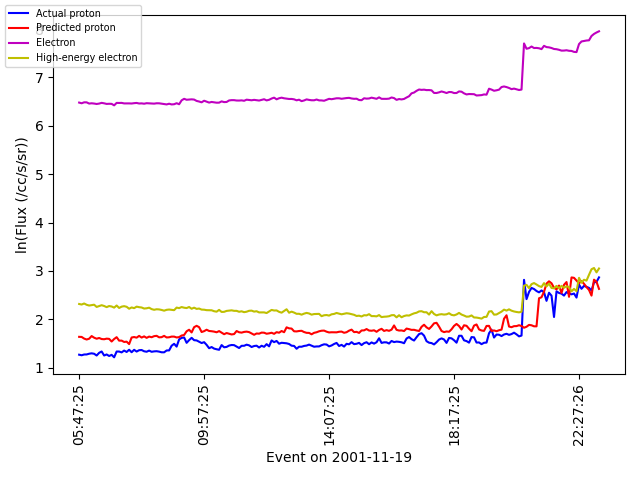 Actual proton
Predicted proton
Electron
High-energy electron
7
6
5
4
3
2
1
ln(Flux (/cc/s/sr))
05:47:25
09:57:25
14:07:25
18:17:25
22:27:26
Event on 2001-11-19